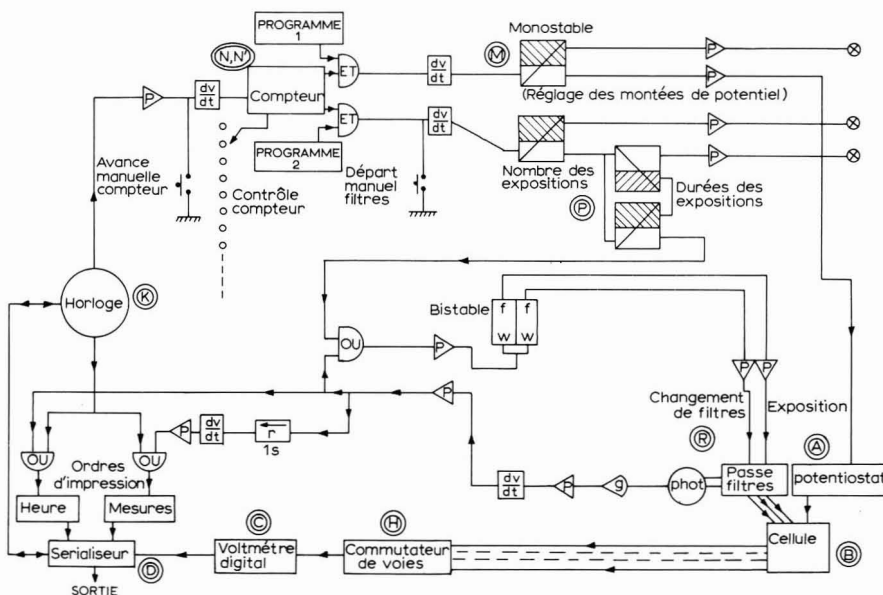 PROGRAMME
1
N,N'
Monostable
M
P
P
ET
dv
dt
P
dv
dt
Compteur
(Réglage des montées de potentiel)
ET
dv
dt
P
PROGRAMME
2
Avance
manuelle
compteur
Contrôle
compteur
Départ
manuel
filtres
Nombre des
expositions
P
P
Durées des
expositions
Horloge
K
Bistable
f
f
w
w
OU
P
P
P
Changement
de filtres
Exposition
P
R
A
P
dv
dt
r
1s
OU
OU
Ordres
d'impression
dv
dt
P
g
phot
Passe
filtres
potentiostat
Heure
Mesures
C
H
Cellule
B
Serialiseur
D
Voltmétre
digital
Commutateur
de voies
SORTIE